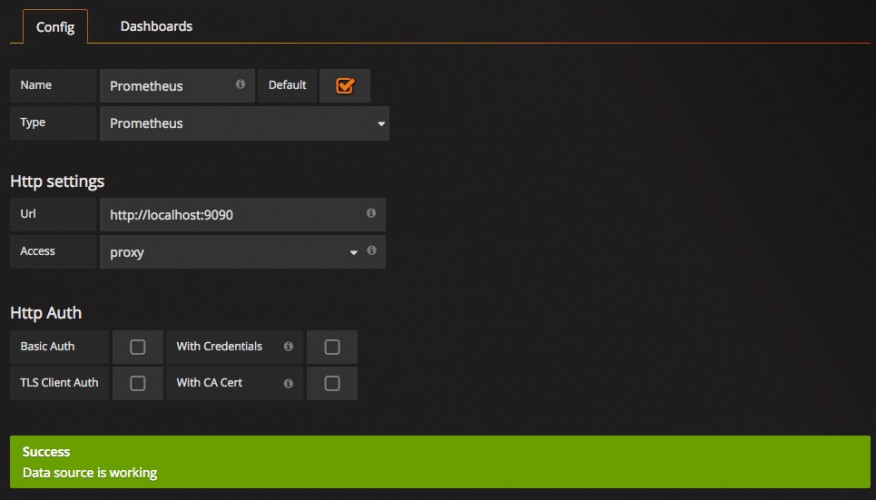 Config Dashboards
Name Prometheus Default
Type Prometheus
Http settings
Url http://localhost:9090
Access proxy
Http Auth
Basic Auth With Credentials
TLS Client Auth With CA Cert
Success
Data source is working